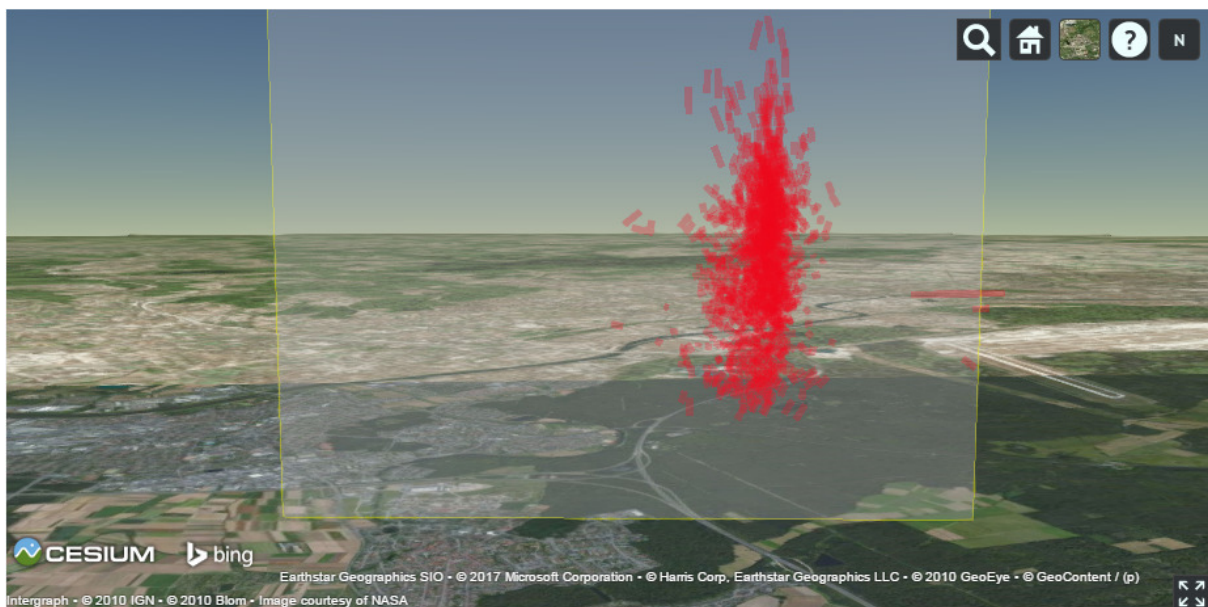 N
CESIUM bing
Earthstar Geographics SIO - © 2017 Microsoft Corporation - © Harris Corp, Earthstar Geographics LLC - © 2010 GeoEye - © GeoContent / (p)
Intergraph - © 2010 IGN - © 2010 Blom - Image courtesy of NASA